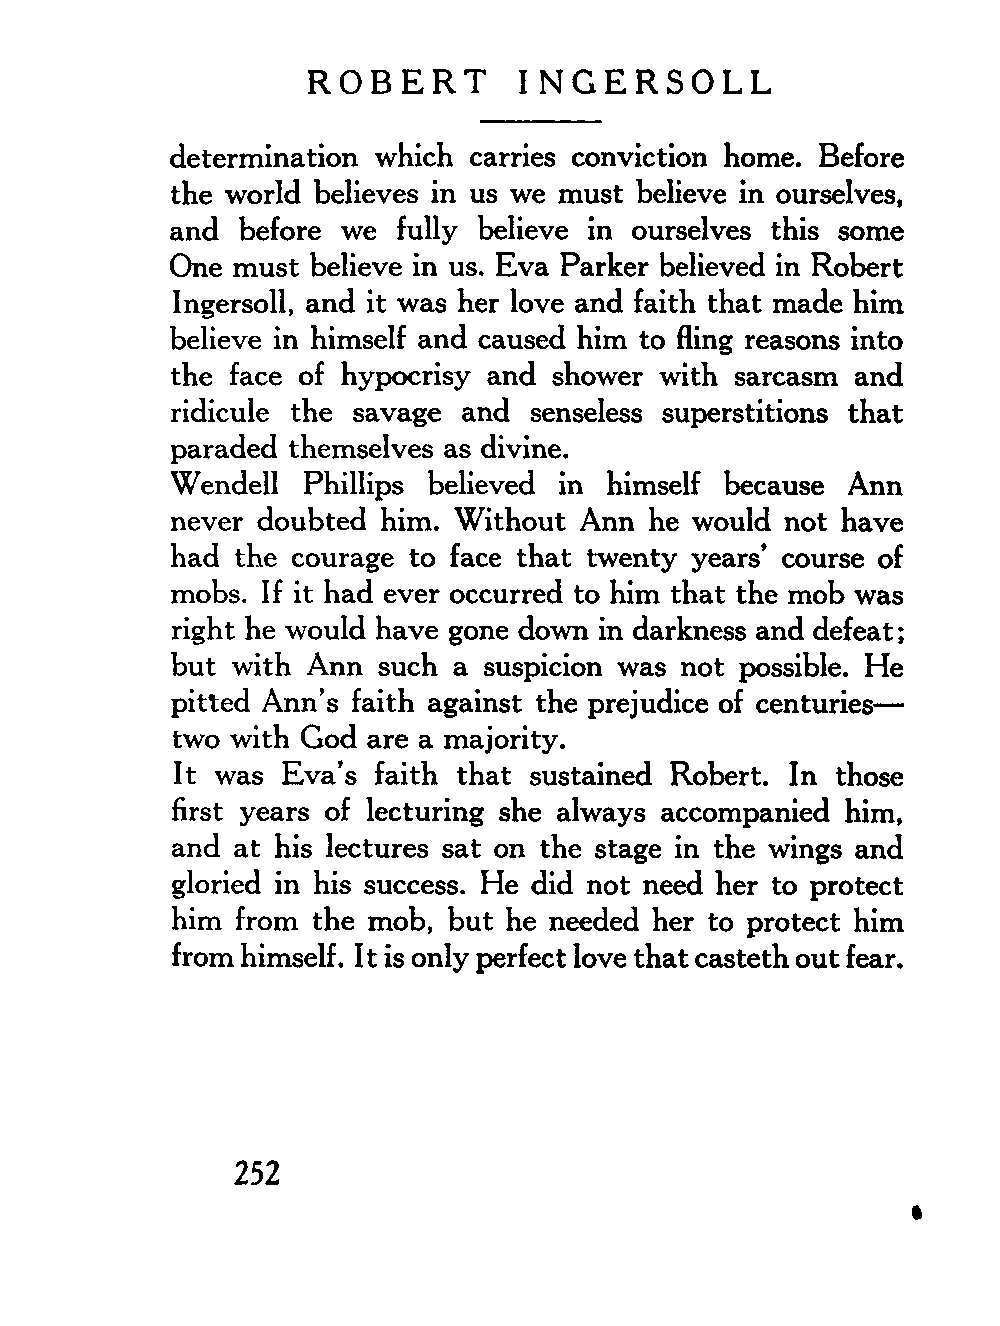 ROBERT INGERSOLL
determination which carries conviction home. Before
the world believes in us we must believe in ourselves,
and before we fully believe in ourselves this some
One must believe in us. Eva Parker believed in Robert
Ingersoll, and it was her love and faith that made him
believe in himself and caused him to fling reasons into
the face of hypocrisy and shower with sarcasm and
ridicule the savage and senseless superstitions that
paraded themselves as divine.
Wendell Phillips believed in himself because Ann
never doubted him. Without Ann he would not have
had the courage to face that twenty years' course of
mobs. If it had ever occurred to him that the mob was
right he would have gone down in darkness and defeat;
but with Ann such a suspicion was not possible. He
pitted Ann's faith against the prejudice of centuries—
two with God are a majority.
It was Eva's faith that sustained Robert. In those
first years of lecturing she always accompanied him,
and at his lectures sat on the stage in the wings and
gloried in his success. He did not need her to protect
him from the mob, but he needed her to protect him
from himself. It is only perfect love that casteth out fear.
252